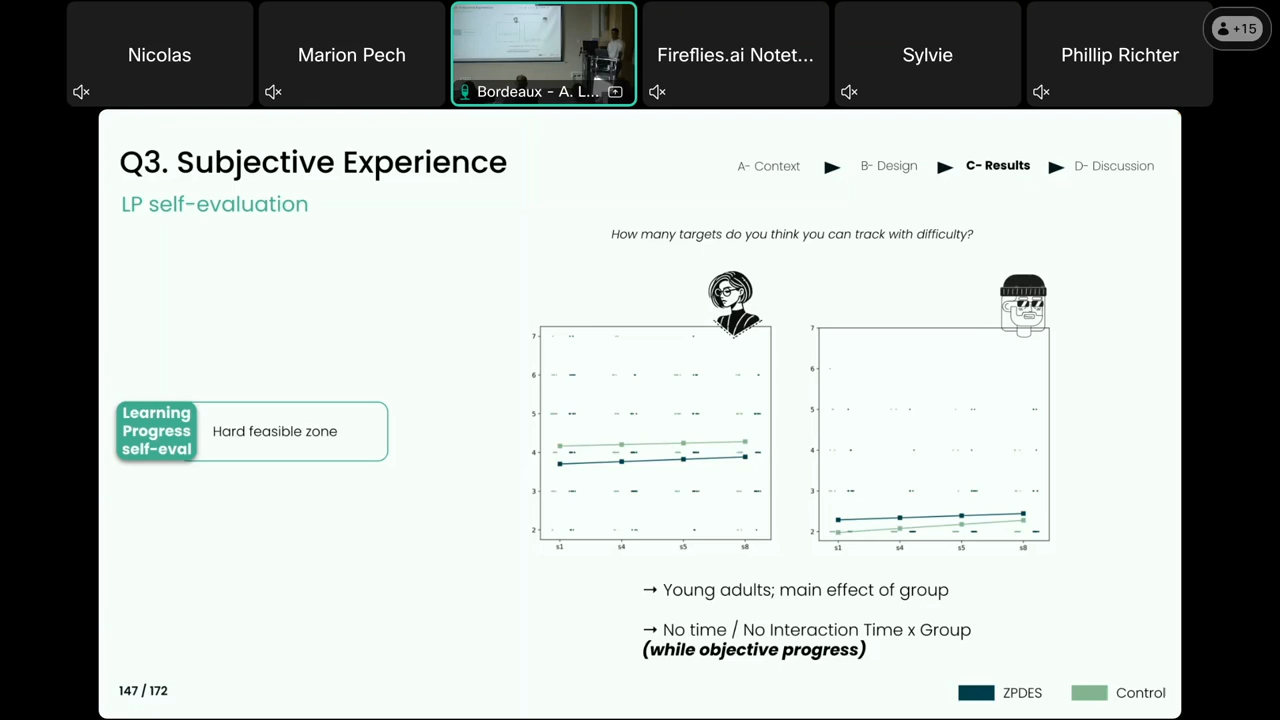 Nicolas
Marion Pech
Bordeaux - A. L...
Fireflies.ai Notet...
Sylvie
Phillip Richter
+15
Q3. Subjective Experience
A- Context
B- Design
C- Results
D- Discussion
LP self-evaluation
How many targets do you think you can track with difficulty?
Learning
Progress
self-eval
Hard feasible zone
7
6
5
4
3
2
s1 s4 s5 s8
7
6
5
4
3
2
s1 s4 s5 s8
→ Young adults; main effect of group
→ No time / No Interaction Time x Group
(while objective progress)
147 / 172
ZPDES
Control